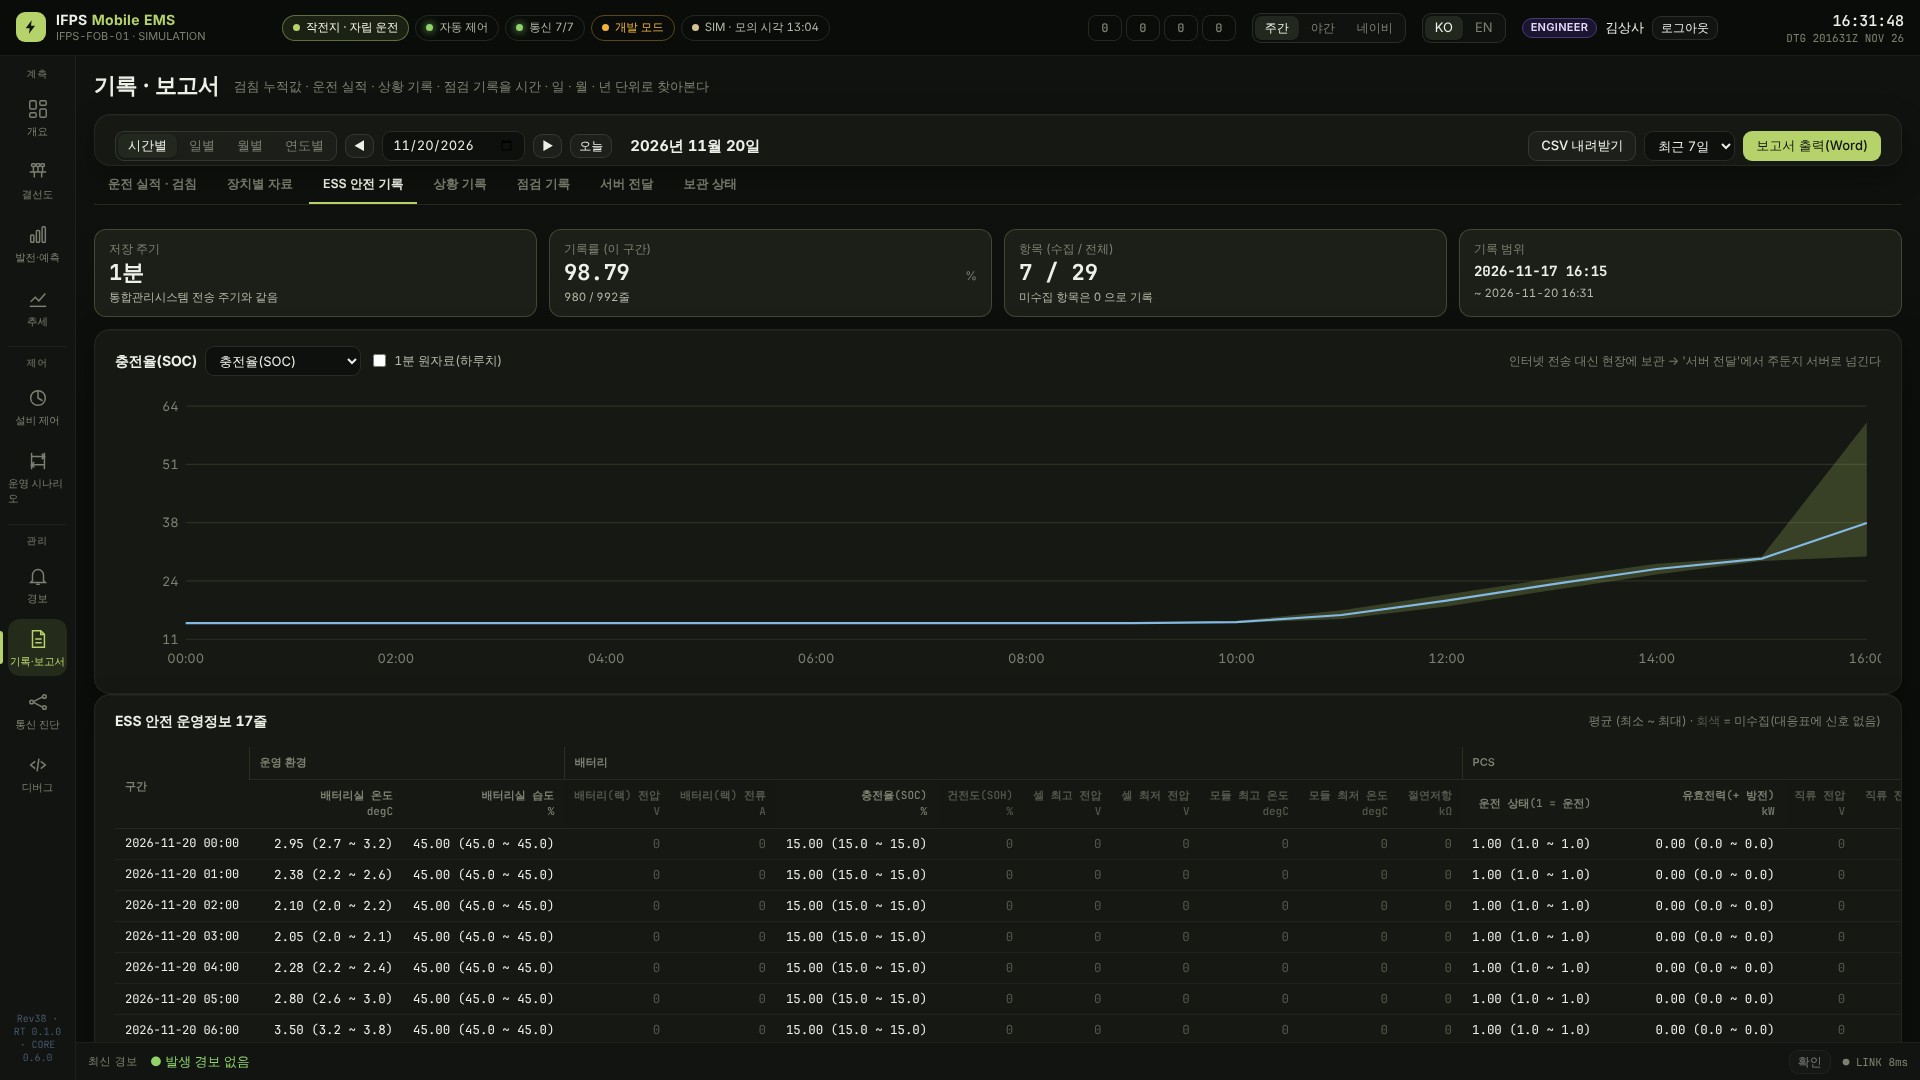 IFPS Mobile EMS
IFPS-FOB-01 · SIMULATION
작전지 · 자립 운전
자동 제어
통신 7/7
개발 모드
SIM · 모의 시각 13:04
0 0 0 0
주간 야간 네이비
KO EN
ENGINEER 김상사 로그아웃
16:31:48
DTG 201631Z NOV 26
계측
개요
결선도
발전·예측
추세
제어
설비 제어
운영 시나리
오
관리
경보
기록·보고서
통신 진단
디버그
Rev38 ·
RT 0.1.0
· CORE
0.6.0
기록 · 보고서
검침 누적값 · 운전 실적 · 상황 기록 · 점검 기록을 시간 · 일 · 월 · 년 단위로 찾아본다
시간별 일별 월별 연도별
◀ 11/20/2026 ▶ 오늘 2026년 11월 20일
CSV 내려받기 최근 7일 보고서 출력(Word)
운전 실적 · 검침 장치별 자료 ESS 안전 기록 상황 기록 점검 기록 서버 전달 보관 상태
저장 주기
1분
통합관리시스템 전송 주기와 같음
기록률 (이 구간)
98.79 %
980 / 992줄
항목 (수집 / 전체)
7 / 29
미수집 항목은 0 으로 기록
기록 범위
2026-11-17 16:15
~ 2026-11-20 16:31
충전율(SOC) 충전율(SOC) 1분 원자료(하루치)
인터넷 전송 대신 현장에 보관 → '서버 전달'에서 주둔지 서버로 넘긴다
64
51
38
24
11
00:00 02:00 04:00 06:00 08:00 10:00 12:00 14:00 16:00
ESS 안전 운영정보 17줄
평균 (최소 ~ 최대) · 회색 = 미수집(대응표에 신호 없음)
구간 운영 환경 배터리 PCS
배터리실 온도 degC 배터리실 습도 % 배터리(랙) 전압 V 배터리(랙) 전류 A 충전율(SOC) % 건전도(SOH) % 셀 최고 전압 V 셀 최저 전압 V 모듈 최고 온도 degC 모듈 최저 온도 degC 절연저항 kΩ 운전 상태(1 = 운전) 유효전력(+ 방전) kW 직류 전압 V 직류 전
2026-11-20 00:00 2.95 (2.7 ~ 3.2) 45.00 (45.0 ~ 45.0) 0 0 15.00 (15.0 ~ 15.0) 0 0 0 0 0 0 1.00 (1.0 ~ 1.0) 0.00 (0.0 ~ 0.0) 0
2026-11-20 01:00 2.38 (2.2 ~ 2.6) 45.00 (45.0 ~ 45.0) 0 0 15.00 (15.0 ~ 15.0) 0 0 0 0 0 0 1.00 (1.0 ~ 1.0) 0.00 (0.0 ~ 0.0) 0
2026-11-20 02:00 2.10 (2.0 ~ 2.2) 45.00 (45.0 ~ 45.0) 0 0 15.00 (15.0 ~ 15.0) 0 0 0 0 0 0 1.00 (1.0 ~ 1.0) 0.00 (0.0 ~ 0.0) 0
2026-11-20 03:00 2.05 (2.0 ~ 2.1) 45.00 (45.0 ~ 45.0) 0 0 15.00 (15.0 ~ 15.0) 0 0 0 0 0 0 1.00 (1.0 ~ 1.0) 0.00 (0.0 ~ 0.0) 0
2026-11-20 04:00 2.28 (2.2 ~ 2.4) 45.00 (45.0 ~ 45.0) 0 0 15.00 (15.0 ~ 15.0) 0 0 0 0 0 0 1.00 (1.0 ~ 1.0) 0.00 (0.0 ~ 0.0) 0
2026-11-20 05:00 2.80 (2.6 ~ 3.0) 45.00 (45.0 ~ 45.0) 0 0 15.00 (15.0 ~ 15.0) 0 0 0 0 0 0 1.00 (1.0 ~ 1.0) 0.00 (0.0 ~ 0.0) 0
2026-11-20 06:00 3.50 (3.2 ~ 3.8) 45.00 (45.0 ~ 45.0) 0 0 15.00 (15.0 ~ 15.0) 0 0 0 0 0 0 1.00 (1.0 ~ 1.0) 0.00 (0.0 ~ 0.0) 0
최신 경보 발생 경보 없음
확인 LINK 8ms